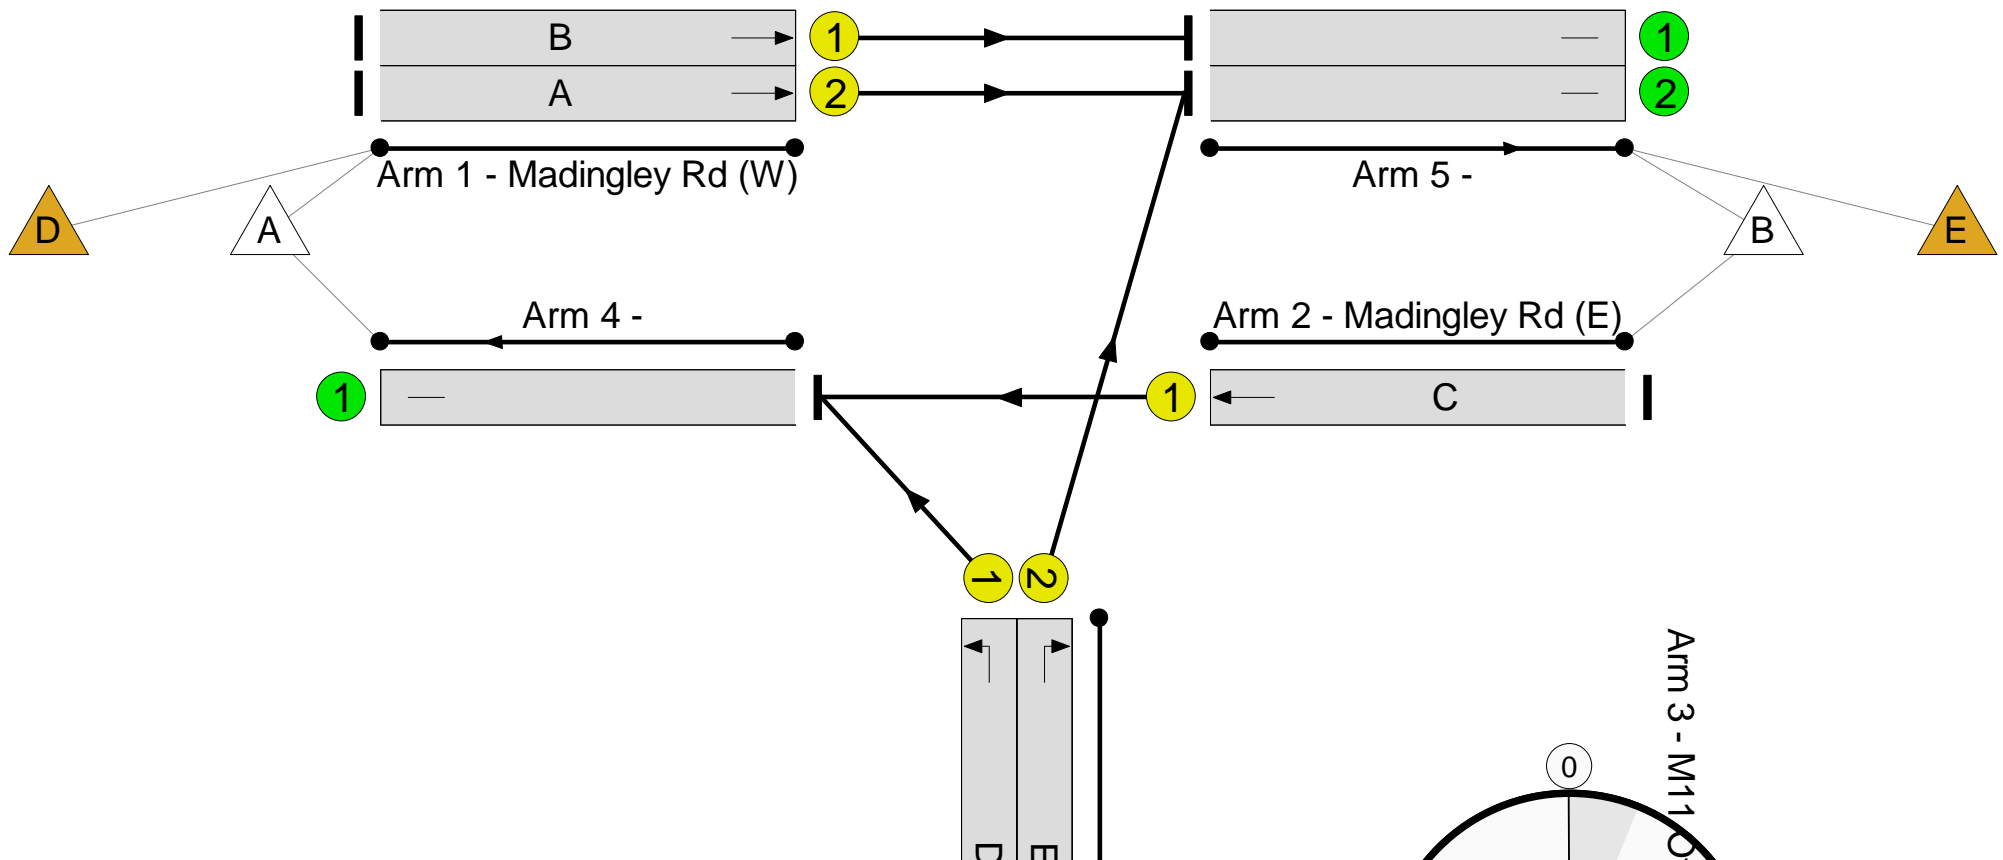 B 1 1
A 2 2
Arm 1 - Madingley Rd (W) Arm 5 -
D A B E
Arm 4 - Arm 2 - Madingley Rd (E)
1 1 C
1 2
Arm 3 - M11
0
D E